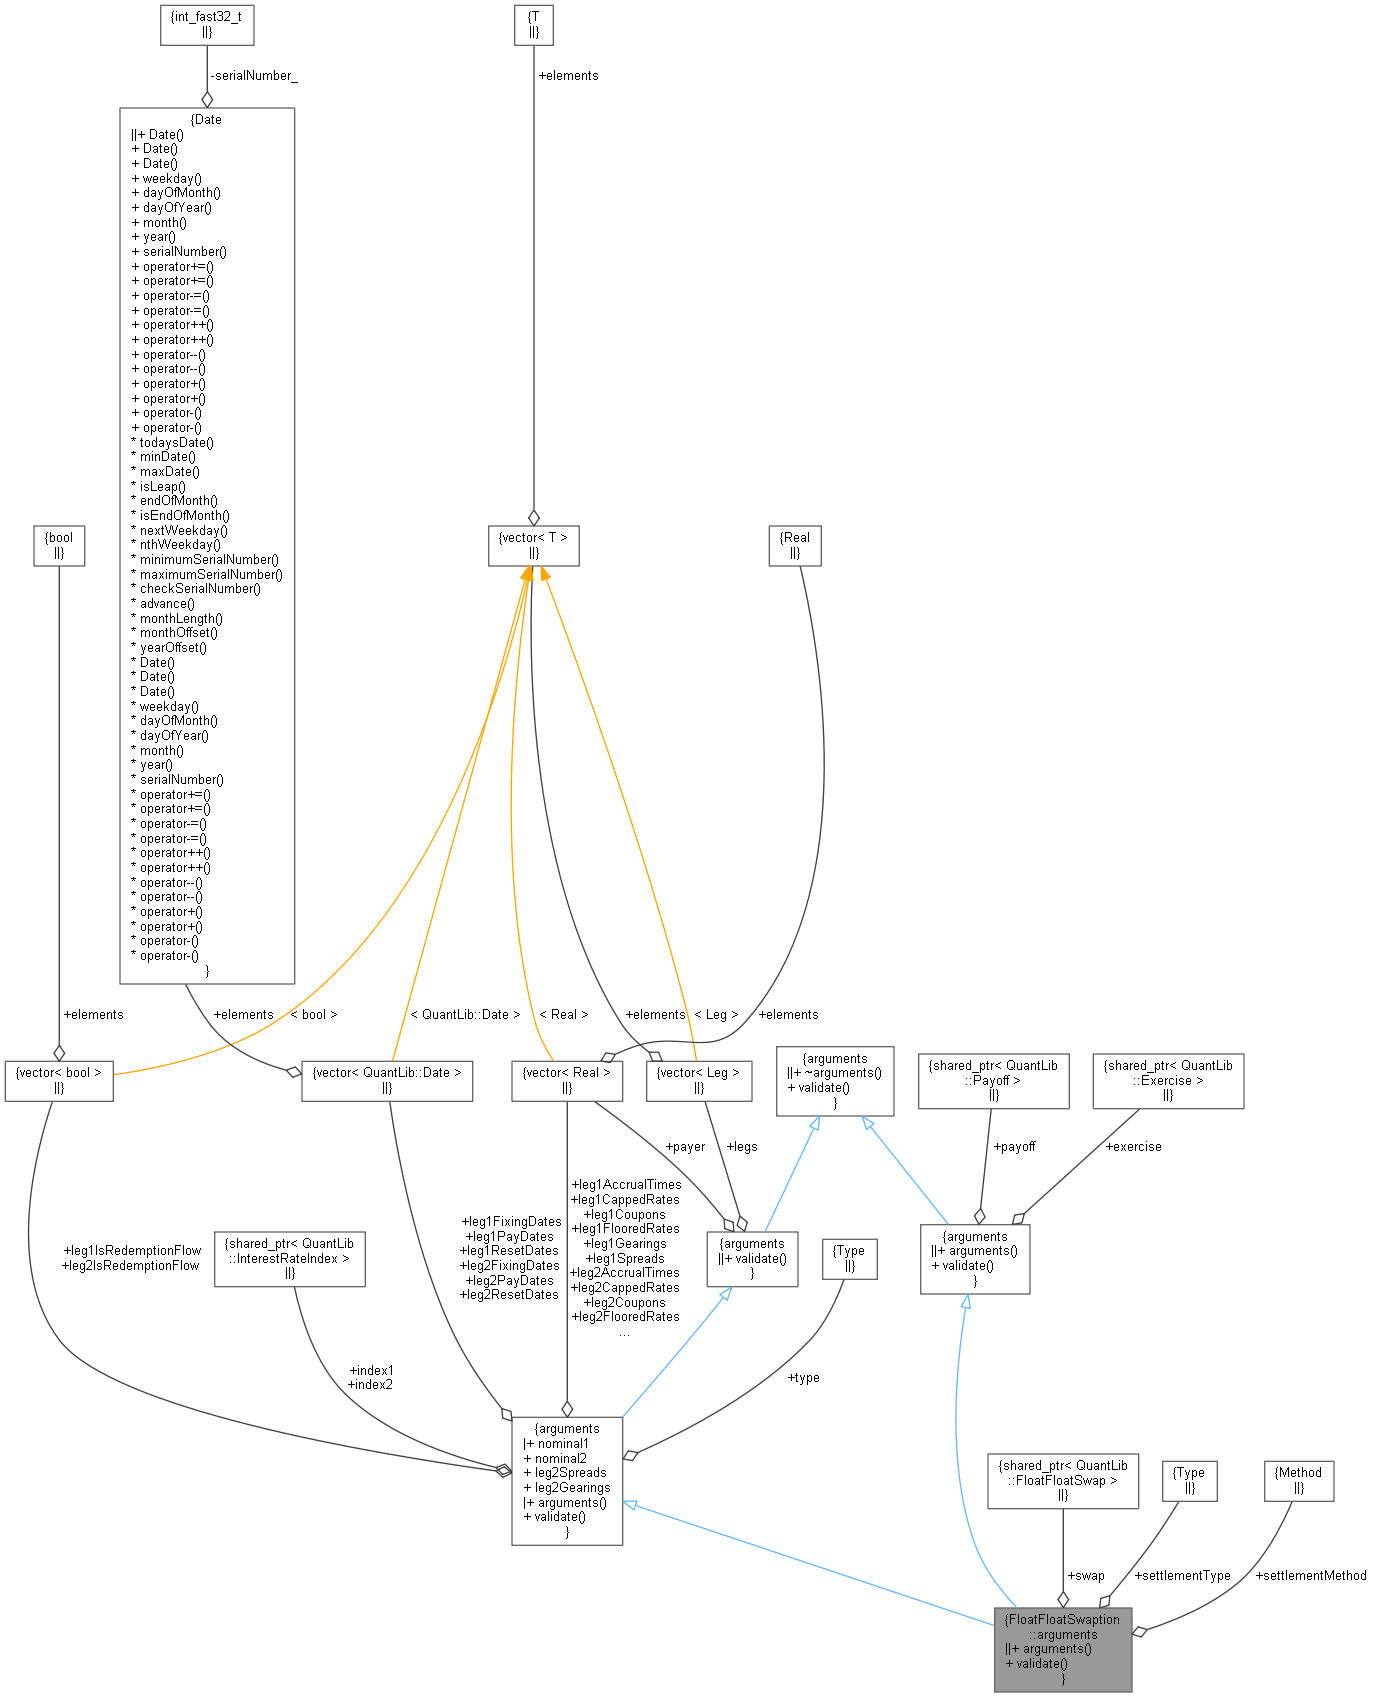 {int_fast32_t
||}
{T
||}
-serialNumber_
+elements
{Date
||+ Date()
+ Date()
+ Date()
+ weekday()
+ dayOfMonth()
+ dayOfYear()
+ month()
+ year()
+ serialNumber()
+ operator+=()
+ operator+=()
+ operator-=()
+ operator-=()
+ operator++()
+ operator++()
+ operator--()
+ operator--()
+ operator+()
+ operator+()
+ operator-()
+ operator-()
* todaysDate()
* minDate()
* maxDate()
* isLeap()
* endOfMonth()
* isEndOfMonth()
* nextWeekday()
* nthWeekday()
* minimumSerialNumber()
* maximumSerialNumber()
* checkSerialNumber()
* advance()
* monthLength()
* monthOffset()
* yearOffset()
* Date()
* Date()
* Date()
* weekday()
* dayOfMonth()
* dayOfYear()
* month()
* year()
* serialNumber()
* operator+=()
* operator+=()
* operator-=()
* operator-=()
* operator++()
* operator++()
* operator--()
* operator--()
* operator+()
* operator+()
* operator-()
* operator-()
}
{bool
||}
{vector< T >
||}
{Real
||}
+elements
+elements
< bool >
< QuantLib::Date >
< Real >
+elements
< Leg >
+elements
{vector< bool >
||}
{vector< QuantLib::Date >
||}
{vector< Real >
||}
{vector< Leg >
||}
{arguments
||+ ~arguments()
+ validate()
}
{shared_ptr< QuantLib
::Payoff >
||}
{shared_ptr< QuantLib
::Exercise >
||}
+payer
+legs
+payoff
+exercise
+leg1IsRedemptionFlow
+leg2IsRedemptionFlow
{shared_ptr< QuantLib
::InterestRateIndex >
||}
+leg1FixingDates
+leg1PayDates
+leg1ResetDates
+leg2FixingDates
+leg2PayDates
+leg2ResetDates
+leg1AccrualTimes
+leg1CappedRates
+leg1Coupons
+leg1FlooredRates
+leg1Gearings
+leg1Spreads
+leg2AccrualTimes
+leg2CappedRates
+leg2Coupons
+leg2FlooredRates
...
{arguments
||+ validate()
}
{Type
||}
{arguments
||+ arguments()
+ validate()
}
+index1
+index2
+type
{arguments
|+ nominal1
+ nominal2
+ leg2Spreads
+ leg2Gearings
|+ arguments()
+ validate()
}
{shared_ptr< QuantLib
::FloatFloatSwap >
||}
{Type
||}
{Method
||}
+swap
+settlementType
+settlementMethod
{FloatFloatSwaption
::arguments
||+ arguments()
+ validate()
}